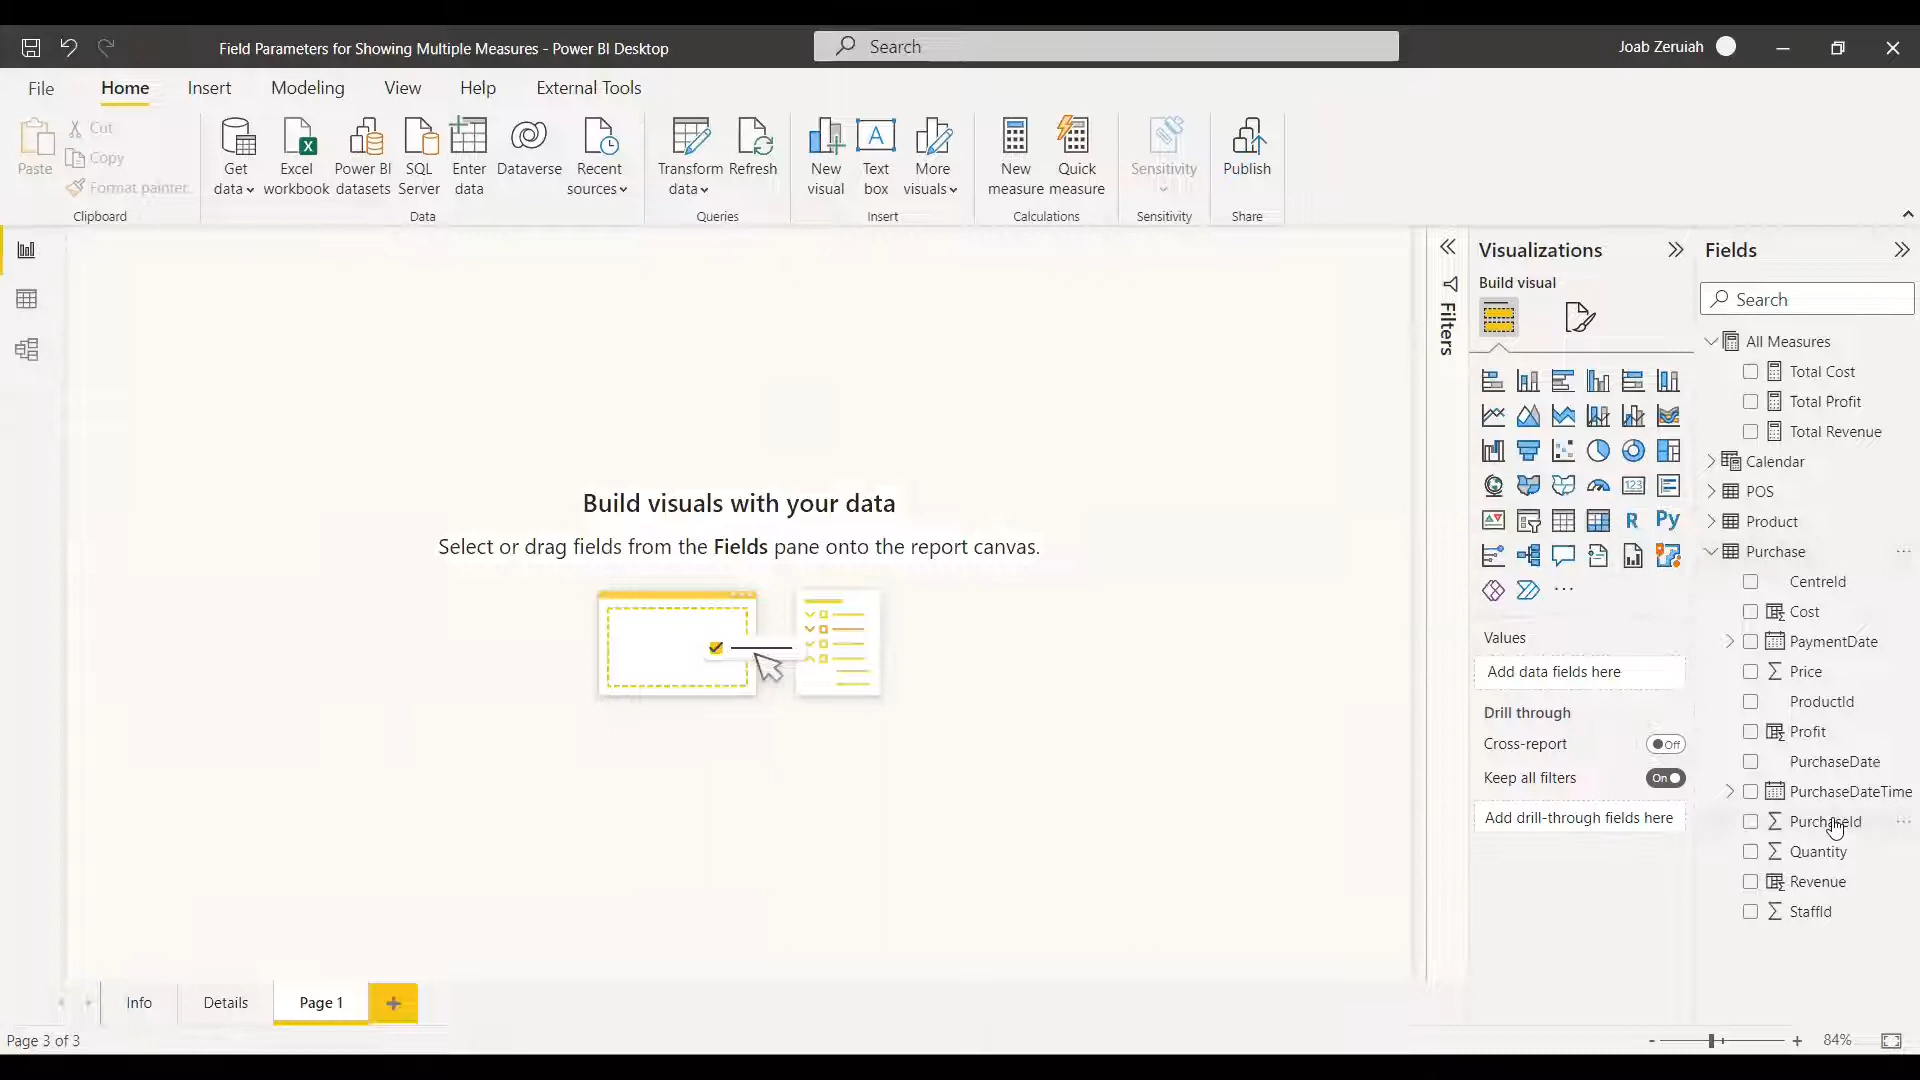 Field Parameters for Showing Multiple Measures - Power BI Desktop
Search
Joab Zeruiah
File
Home
Insert
Modeling
View
Help
External Tools
Paste
Cut
Copy
Format painter
Clipboard
Get
data
Excel
workbook
Power BI
datasets
SQL
Server
Enter
data
Dataverse
Recent
sources
Data
Transform
data
Refresh
Queries
New
visual
Text
box
More
visuals
Insert
New
measure
Quick
measure
Calculations
Sensitivity
Sensitivity
Publish
Share
Build visuals with your data
Select or drag fields from the Fields pane onto the report canvas.
Filters
Visualizations
Build visual
123
R
Py
Values
Add data fields here
Drill through
Cross-report
Off
Keep all filters
On
Add drill-through fields here
Fields
Search
All Measures
Total Cost
Total Profit
Total Revenue
Calendar
POS
Product
Purchase
CentreId
Cost
PaymentDate
Price
ProductId
Profit
PurchaseDate
PurchaseDateTime
PurchaseId
Quantity
Revenue
StaffId
Info
Details
Page 1
Page 3 of 3
84%